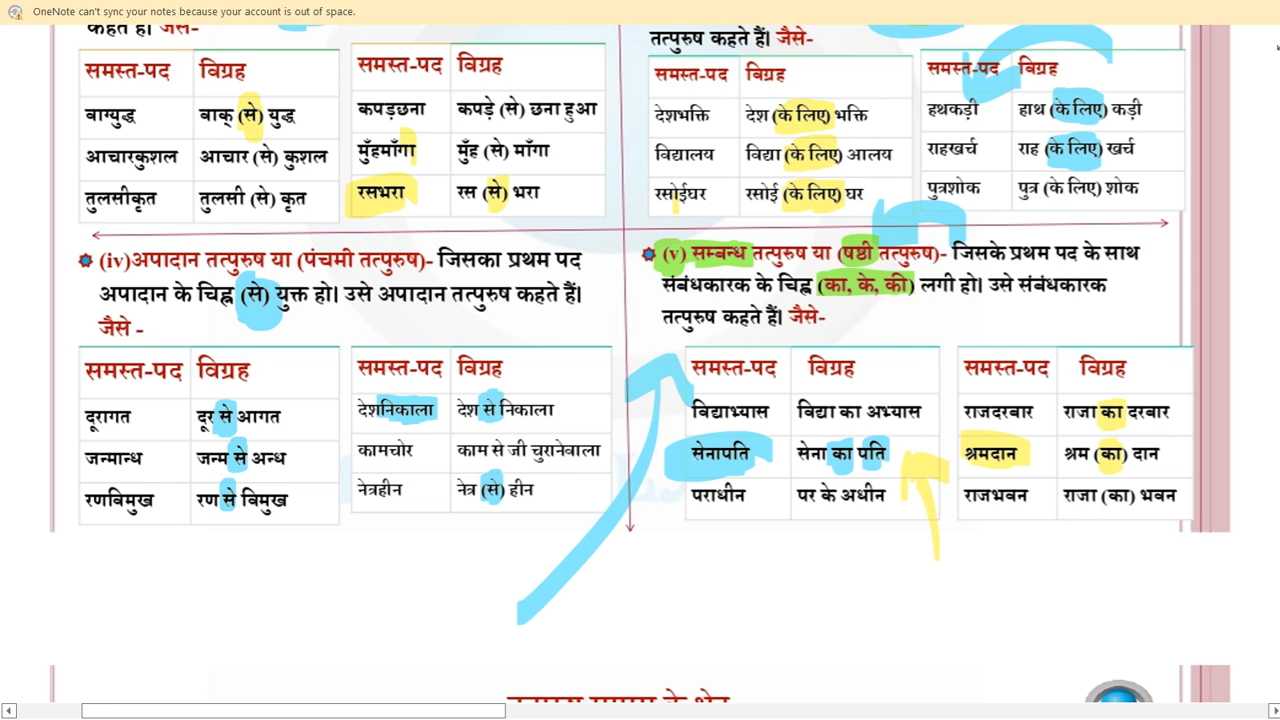 OneNote can't sync your notes because your account is out of space.
कहते हैं। जैसे-
समस्त-पद विग्रह
वाग्युद्ध वाक् (से) युद्ध
आचारकुशल आचार (से) कुशल
तुलसीकृत तुलसी (से) कृत
समस्त-पद विग्रह
कपड़छना कपड़े (से) छना हुआ
मुँहमाँगा मुँह (से) माँगा
रसभरा रस (से) भरा
तत्पुरुष कहते हैं। जैसे-
समस्त-पद विग्रह
देशभक्ति देश (के लिए) भक्ति
विद्यालय विद्या (के लिए) आलय
रसोईघर रसोई (के लिए) घर
समस्त-पद विग्रह
हथकड़ी हाथ (के लिए) कड़ी
राहखर्च राह (के लिए) खर्च
पुत्रशोक पुत्र (के लिए) शोक
(iv)अपादान तत्पुरुष या (पंचमी तत्पुरुष)- जिसका प्रथम पद
अपादान के चिह्न (से) युक्त हो। उसे अपादान तत्पुरुष कहते हैं।
जैसे -
समस्त-पद विग्रह
दूरागत दूर से आगत
जन्मान्ध जन्म से अन्ध
रणविमुख रण से विमुख
समस्त-पद विग्रह
देशनिकाला देश से निकाला
कामचोर काम से जी चुरानेवाला
नेत्रहीन नेत्र (से) हीन
(v) सम्बन्ध तत्पुरुष या (षष्ठी तत्पुरुष)- जिसके प्रथम पद के साथ
संबंधकारक के चिह्न (का, के, की) लगी हो। उसे संबंधकारक
तत्पुरुष कहते हैं। जैसे-
समस्त-पद विग्रह
विद्याभ्यास विद्या का अभ्यास
सेनापति सेना का पति
पराधीन पर के अधीन
समस्त-पद विग्रह
राजदरबार राजा का दरबार
श्रमदान श्रम (का) दान
राजभवन राजा (का) भवन